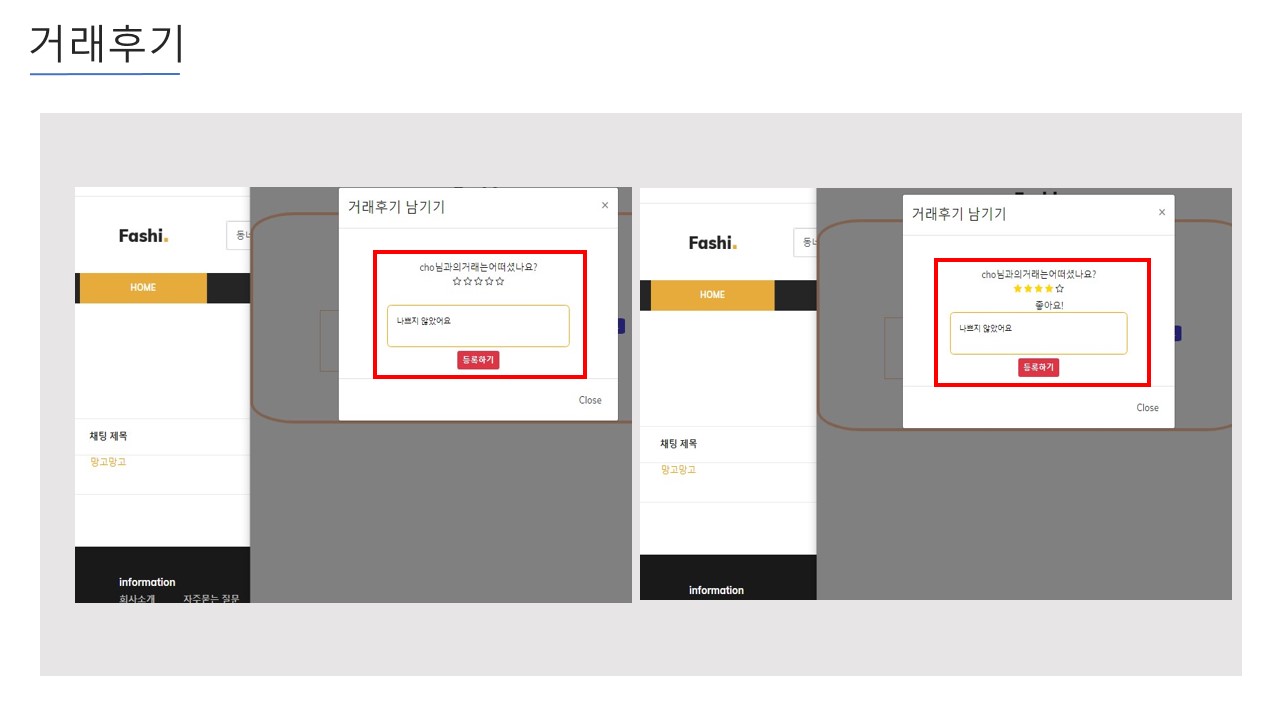 거래후기
거래후기 남기기 ×
Fashi.
동네
HOME
cho님과의거래는어떠셨나요?
나쁘지 않았어요
등록하기
Close
채팅 제목
망고망고
information
회사소개 자주묻는 질문
거래후기 남기기 ×
Fashi.
HOME
cho님과의거래는어떠셨나요?
좋아요!
나쁘지 않았어요
등록하기
Close
채팅 제목
망고망고
information